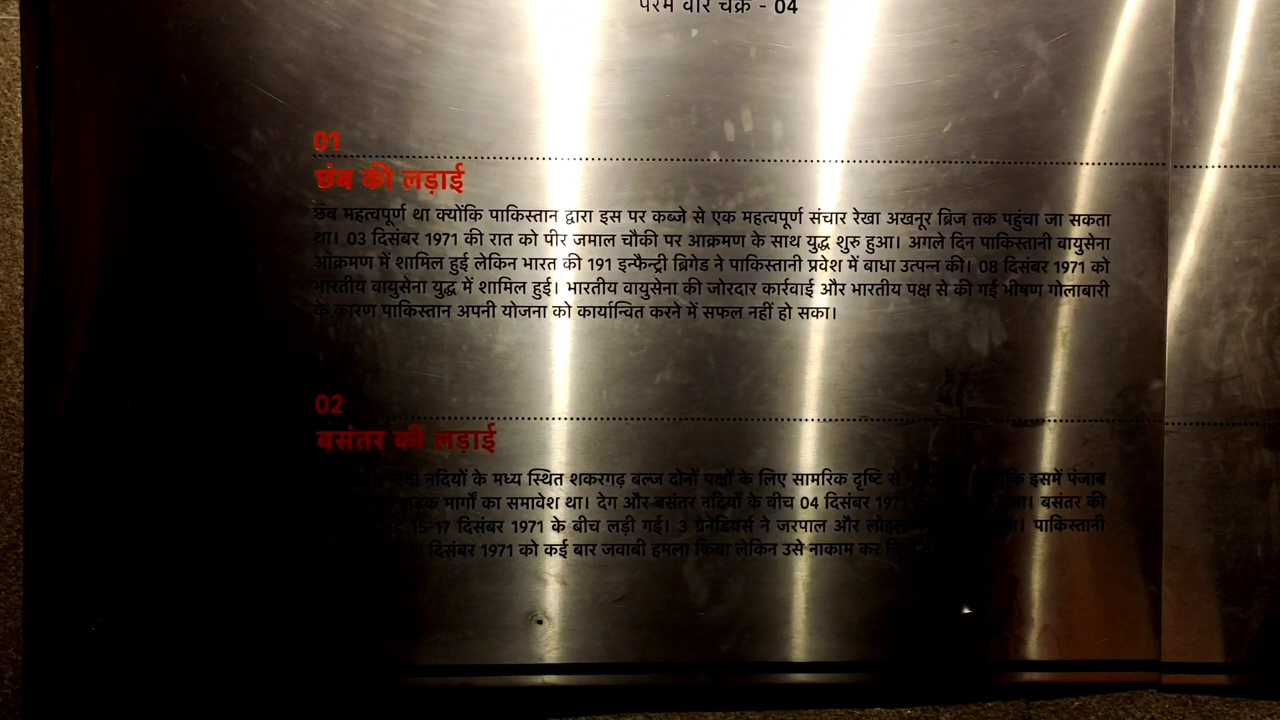 परम वीर चक्र - 04
01
छंब की लड़ाई
छंब महत्वपूर्ण था क्योंकि पाकिस्तान द्वारा इस पर कब्जे से एक महत्वपूर्ण संचार रेखा अखनूर ब्रिज तक पहुंचा जा सकता
था। 03 दिसंबर 1971 की रात को पीर जमाल चौकी पर आक्रमण के साथ युद्ध शुरु हुआ। अगले दिन पाकिस्तानी वायुसेना
आक्रमण में शामिल हुई लेकिन भारत की 191 इन्फैन्ट्री ब्रिगेड ने पाकिस्तानी प्रवेश में बाधा उत्पन्न की। 08 दिसंबर 1971 को
भारतीय वायुसेना युद्ध में शामिल हुई। भारतीय वायुसेना की जोरदार कार्रवाई और भारतीय पक्ष से की गई भीषण गोलाबारी
के कारण पाकिस्तान अपनी योजना को कार्यान्वित करने में सफल नहीं हो सका।
02
बसंतर की लड़ाई
नदियों के मध्य स्थित शकरगढ़ बल्ज दोनों पक्षों के लिए सामरिक दृष्टि से इसमें पंजाब
सड़क मार्गों का समावेश था। देग और बसंतर नदियों के बीच 04 दिसंबर 1971 बसंतर की
15-17 दिसंबर 1971 के बीच लड़ी गई। 3 ग्रेनेडियर्स ने जरपाल और पाकिस्तानी
दिसंबर 1971 को कई बार जवाबी हमला किया लेकिन उसे नाकाम कर